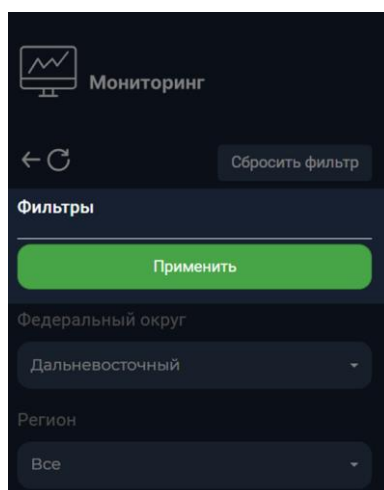 Мониторинг
Сбросить фильтр
Фильтры
Применить
Федеральный округ
Дальневосточный
Регион
Все